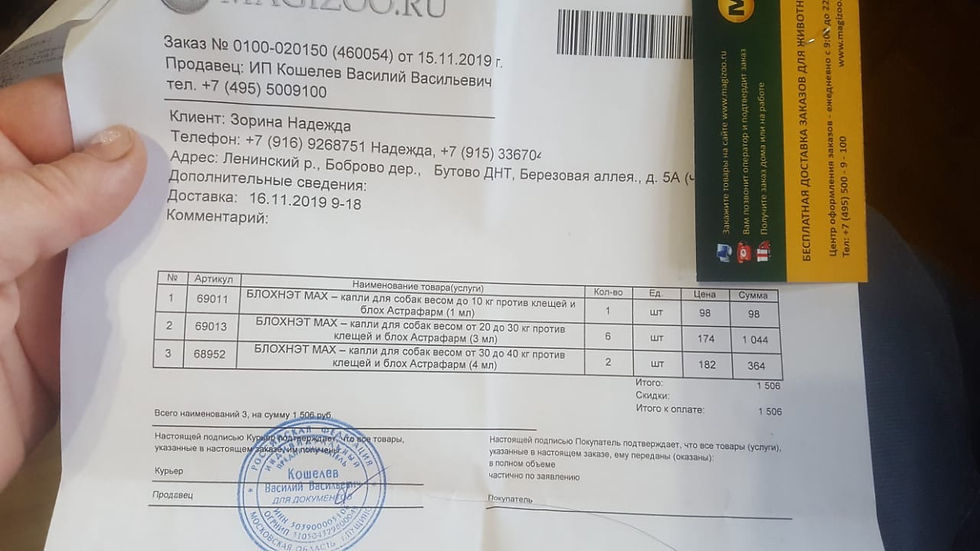 MAGIZOO.RU
Заказ № 0100-020150 (460054) от 15.11.2019 г.
Продавец: ИП Кошелев Василий Васильевич
тел. +7 (495) 5009100
Клиент: Зорина Надежда
Телефон: +7 (916) 9268751 Надежда, +7 (915) 33670
Адрес: Ленинский р., Боброво дер., Бутово ДНТ, Березовая аллея., д. 5А
Дополнительные сведения:
Доставка: 16.11.2019 9-18
Комментарий:
№ Артикул Наименование товара(услуги) Кол-во Ед. Цена Сумма
1 69011 БЛОХНЭТ MAX – капли для собак весом до 10 кг против клещей и
блох Астрафарм (1 мл) 1 шт 98 98
2 69013 БЛОХНЭТ MAX – капли для собак весом от 20 до 30 кг против
клещей и блох Астрафарм (3 мл) 6 шт 174 1 044
3 68952 БЛОХНЭТ MAX – капли для собак весом от 30 до 40 кг против
клещей и блох Астрафарм (4 мл) 2 шт 182 364
Итого: 1 506
Скидки:
Итого к оплате: 1 506
Всего наименований 3, на сумму 1 506 руб.
Настоящей подписью Курьер подтверждает, что все товары,
указанные в настоящем заказе, им получены
Курьер
Продавец
Настоящей подписью Покупатель подтверждает, что все товары (услуги),
указанные в настоящем заказе, ему переданы (оказаны):
в полном объеме
частично по заявлению
Покупатель
РОССИЙСКАЯ ФЕДЕРАЦИЯ
ИНДИВИДУАЛЬНЫЙ
ПРЕДПРИНИМАТЕЛЬ
Кошелев
Василий Васильевич
ДЛЯ ДОКУМЕНТОВ
ИНН
ОГРНИП
МОСКОВСКАЯ ОБЛАСТЬ
Закажите товары на сайте www.magizoo.ru
Вам позвонит оператор и подтвердит заказ
Получите заказ дома или на работе
БЕСПЛАТНАЯ ДОСТАВКА ЗАКАЗОВ ДЛЯ
Центр оформления заказов - ежедневно с 9:00 до 22
Тел: +7 (495) 500 - 9 - 100 www.magizoo.